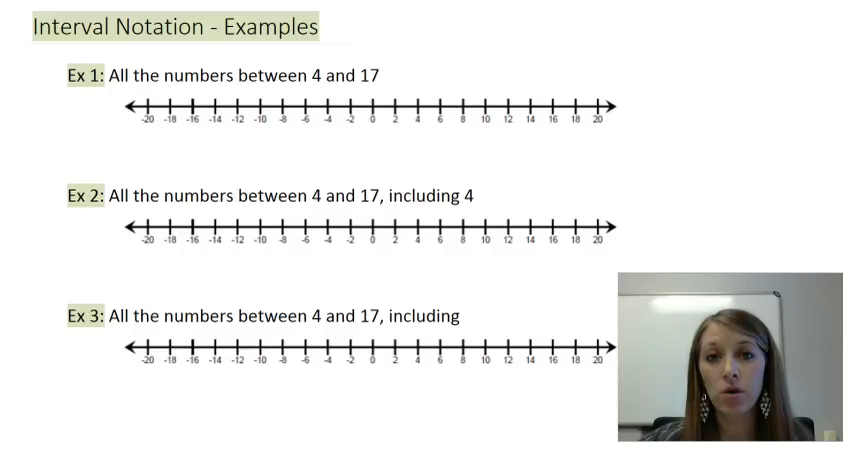 Interval Notation - Examples
Ex 1: All the numbers between 4 and 17
-20 -18 -16 -14 -12 -10 -8 -6 -4 -2 0 2 4 6 8 10 12 14 16 18 20
Ex 2: All the numbers between 4 and 17, including 4
-20 -18 -16 -14 -12 -10 -8 -6 -4 -2 0 2 4 6 8 10 12 14 16 18 20
Ex 3: All the numbers between 4 and 17, including
-20 -18 -16 -14 -12 -10 -8 -6 -4 -2 0 2 4 6 8 10 12 14 16 18 20